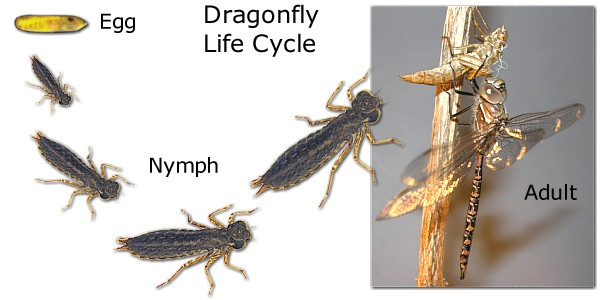 Egg
Dragonfly
Life Cycle
Nymph
Adult